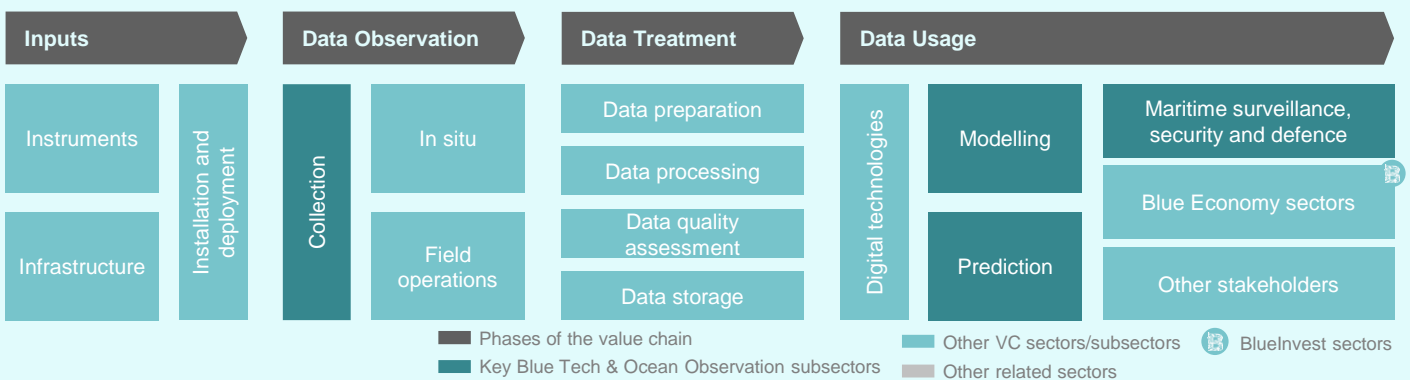 Inputs
Data Observation
Data Treatment
Data Usage
Instruments
Infrastructure
Installation and
deployment
Collection
In situ
Field
operations
Data preparation
Data processing
Data quality
assessment
Data storage
Digital technologies
Modelling
Prediction
Maritime surveillance,
security and defence
Blue Economy sectors
Other stakeholders
Phases of the value chain
Key Blue Tech & Ocean Observation subsectors
Other VC sectors/subsectors
Other related sectors
BlueInvest sectors